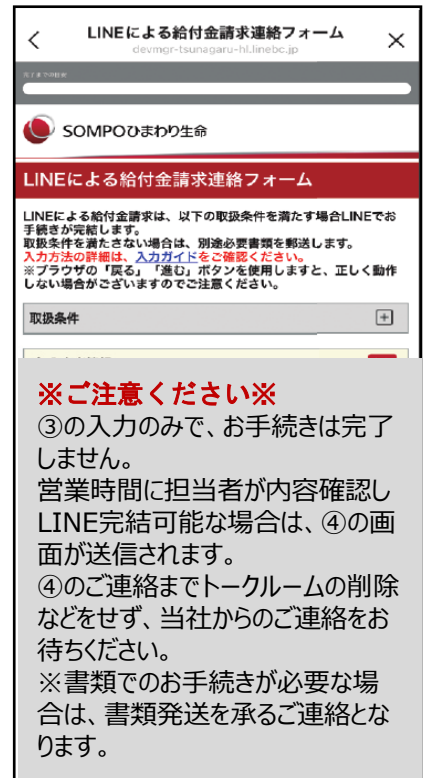 LINEによる給付金請求連絡フォーム
devmgr-tsunagaru-hl.linebc.jp
完了までの目安
SOMPOひまわり生命
LINEによる給付金請求連絡フォーム
LINEによる給付金請求は、以下の取扱条件を満たす場合LINEでお
手続きが完結します。
取扱条件を満たさない場合は、別途必要書類を郵送します。
入力方法の詳細は、入力ガイドをご確認ください。
※ブラウザの「戻る」「進む」ボタンを使用しますと、正しく動作
しない場合がございますのでご注意ください。
取扱条件
※ご注意ください※
③の入力のみで、お手続きは完了
しません。
営業時間に担当者が内容確認し
LINE完結可能な場合は、④の画
面が送信されます。
④のご連絡までトークルームの削除
などをせず、当社からのご連絡をお
待ちください。
※書類でのお手続きが必要な場
合は、書類発送を承るご連絡とな
ります。